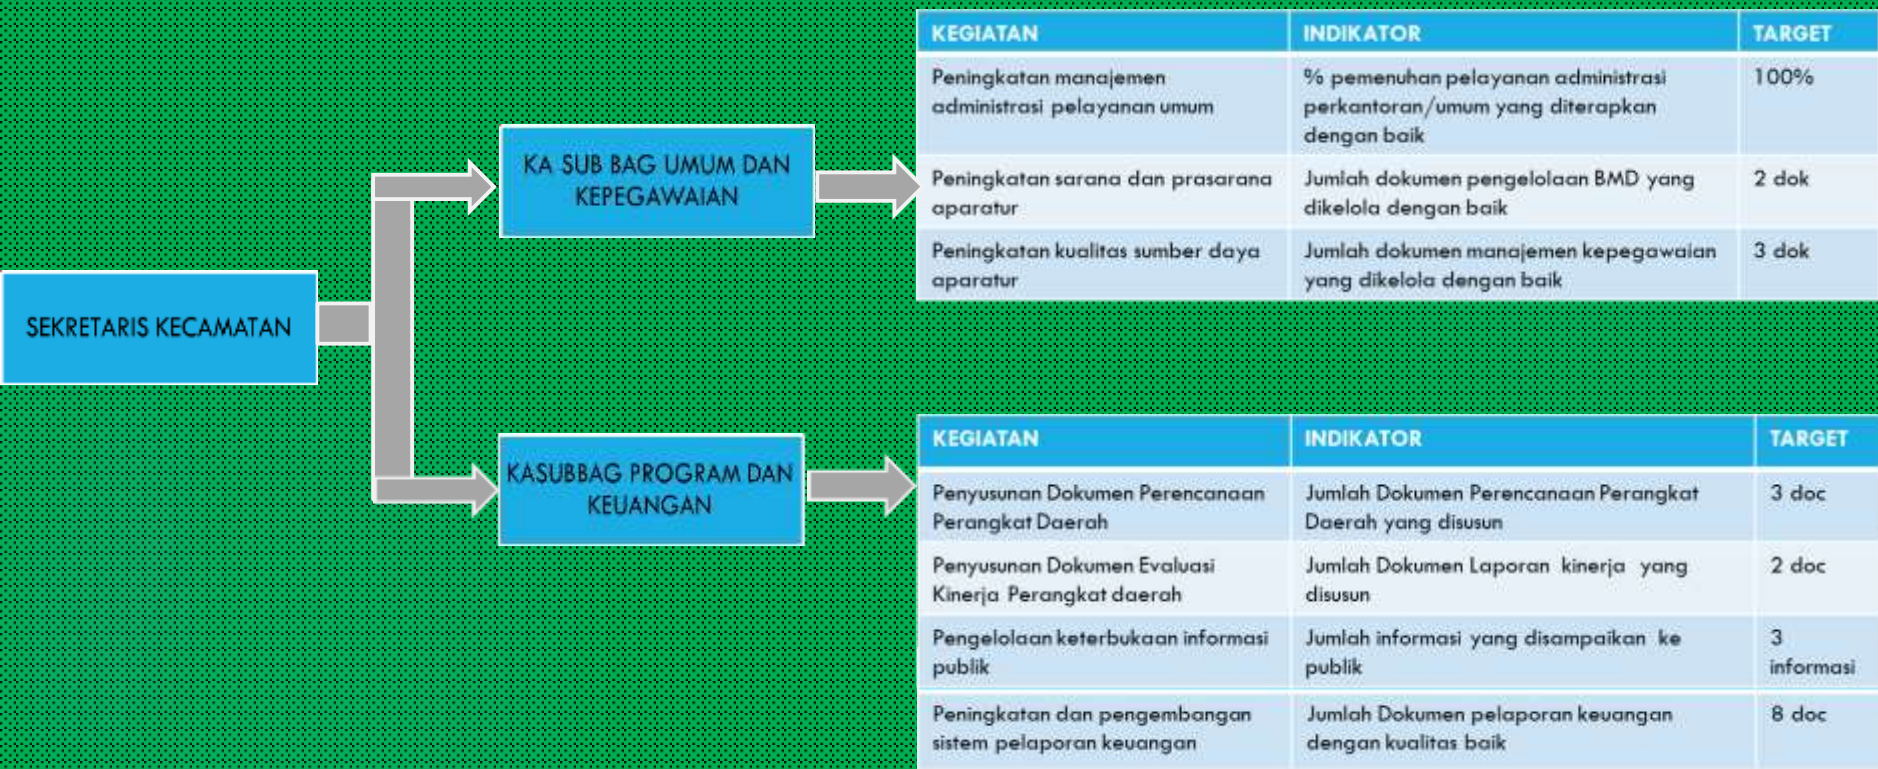 SEKRETARIS KECAMATAN
KA SUB BAG UMUM DAN
KEPEGAWAIAN
KEGIATAN INDIKATOR TARGET
Peningkatan manajemen
administrasi pelayanan umum
% pemenuhan pelayanan administrasi
perkantoran/umum yang diterapkan
dengan baik
100%
Peningkatan sarana dan prasarana
aparatur
Jumlah dokumen pengelolaan BMD yang
dikelola dengan baik
2 dok
Peningkatan kualitas sumber daya
aparatur
Jumlah dokumen manajemen kepegawaian
yang dikelola dengan baik
3 dok
KASUBBAG PROGRAM DAN
KEUANGAN
KEGIATAN INDIKATOR TARGET
Penyusunan Dokumen Perencanaan
Perangkat Daerah
Jumlah Dokumen Perencanaan Perangkat
Daerah yang disusun
3 doc
Penyusunan Dokumen Evaluasi
Kinerja Perangkat daerah
Jumlah Dokumen Laporan kinerja yang
disusun
2 doc
Pengelolaan keterbukaan informasi
publik
Jumlah informasi yang disampaikan ke
publik
3
informasi
Peningkatan dan pengembangan
sistem pelaporan keuangan
Jumlah Dokumen pelaporan keuangan
dengan kualitas baik
8 doc